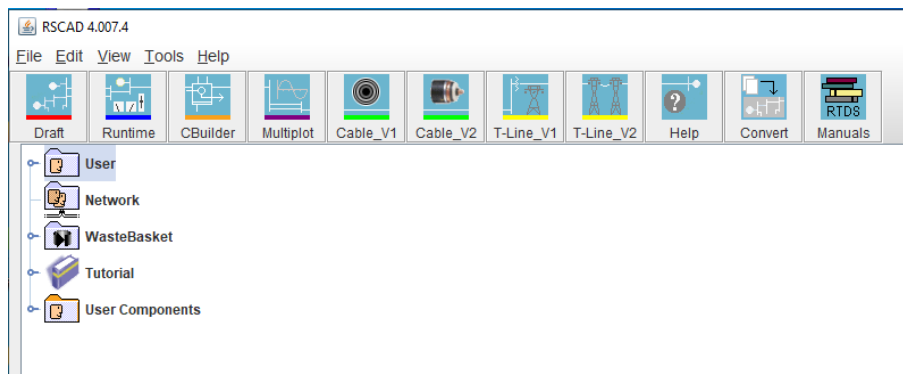 RSCAD 4.007.4
File Edit View Tools Help
Draft Runtime CBuilder Multiplot Cable_V1 Cable_V2 T-Line_V1 T-Line_V2 Help Convert RTDS Manuals
User
Network
WasteBasket
Tutorial
User Components